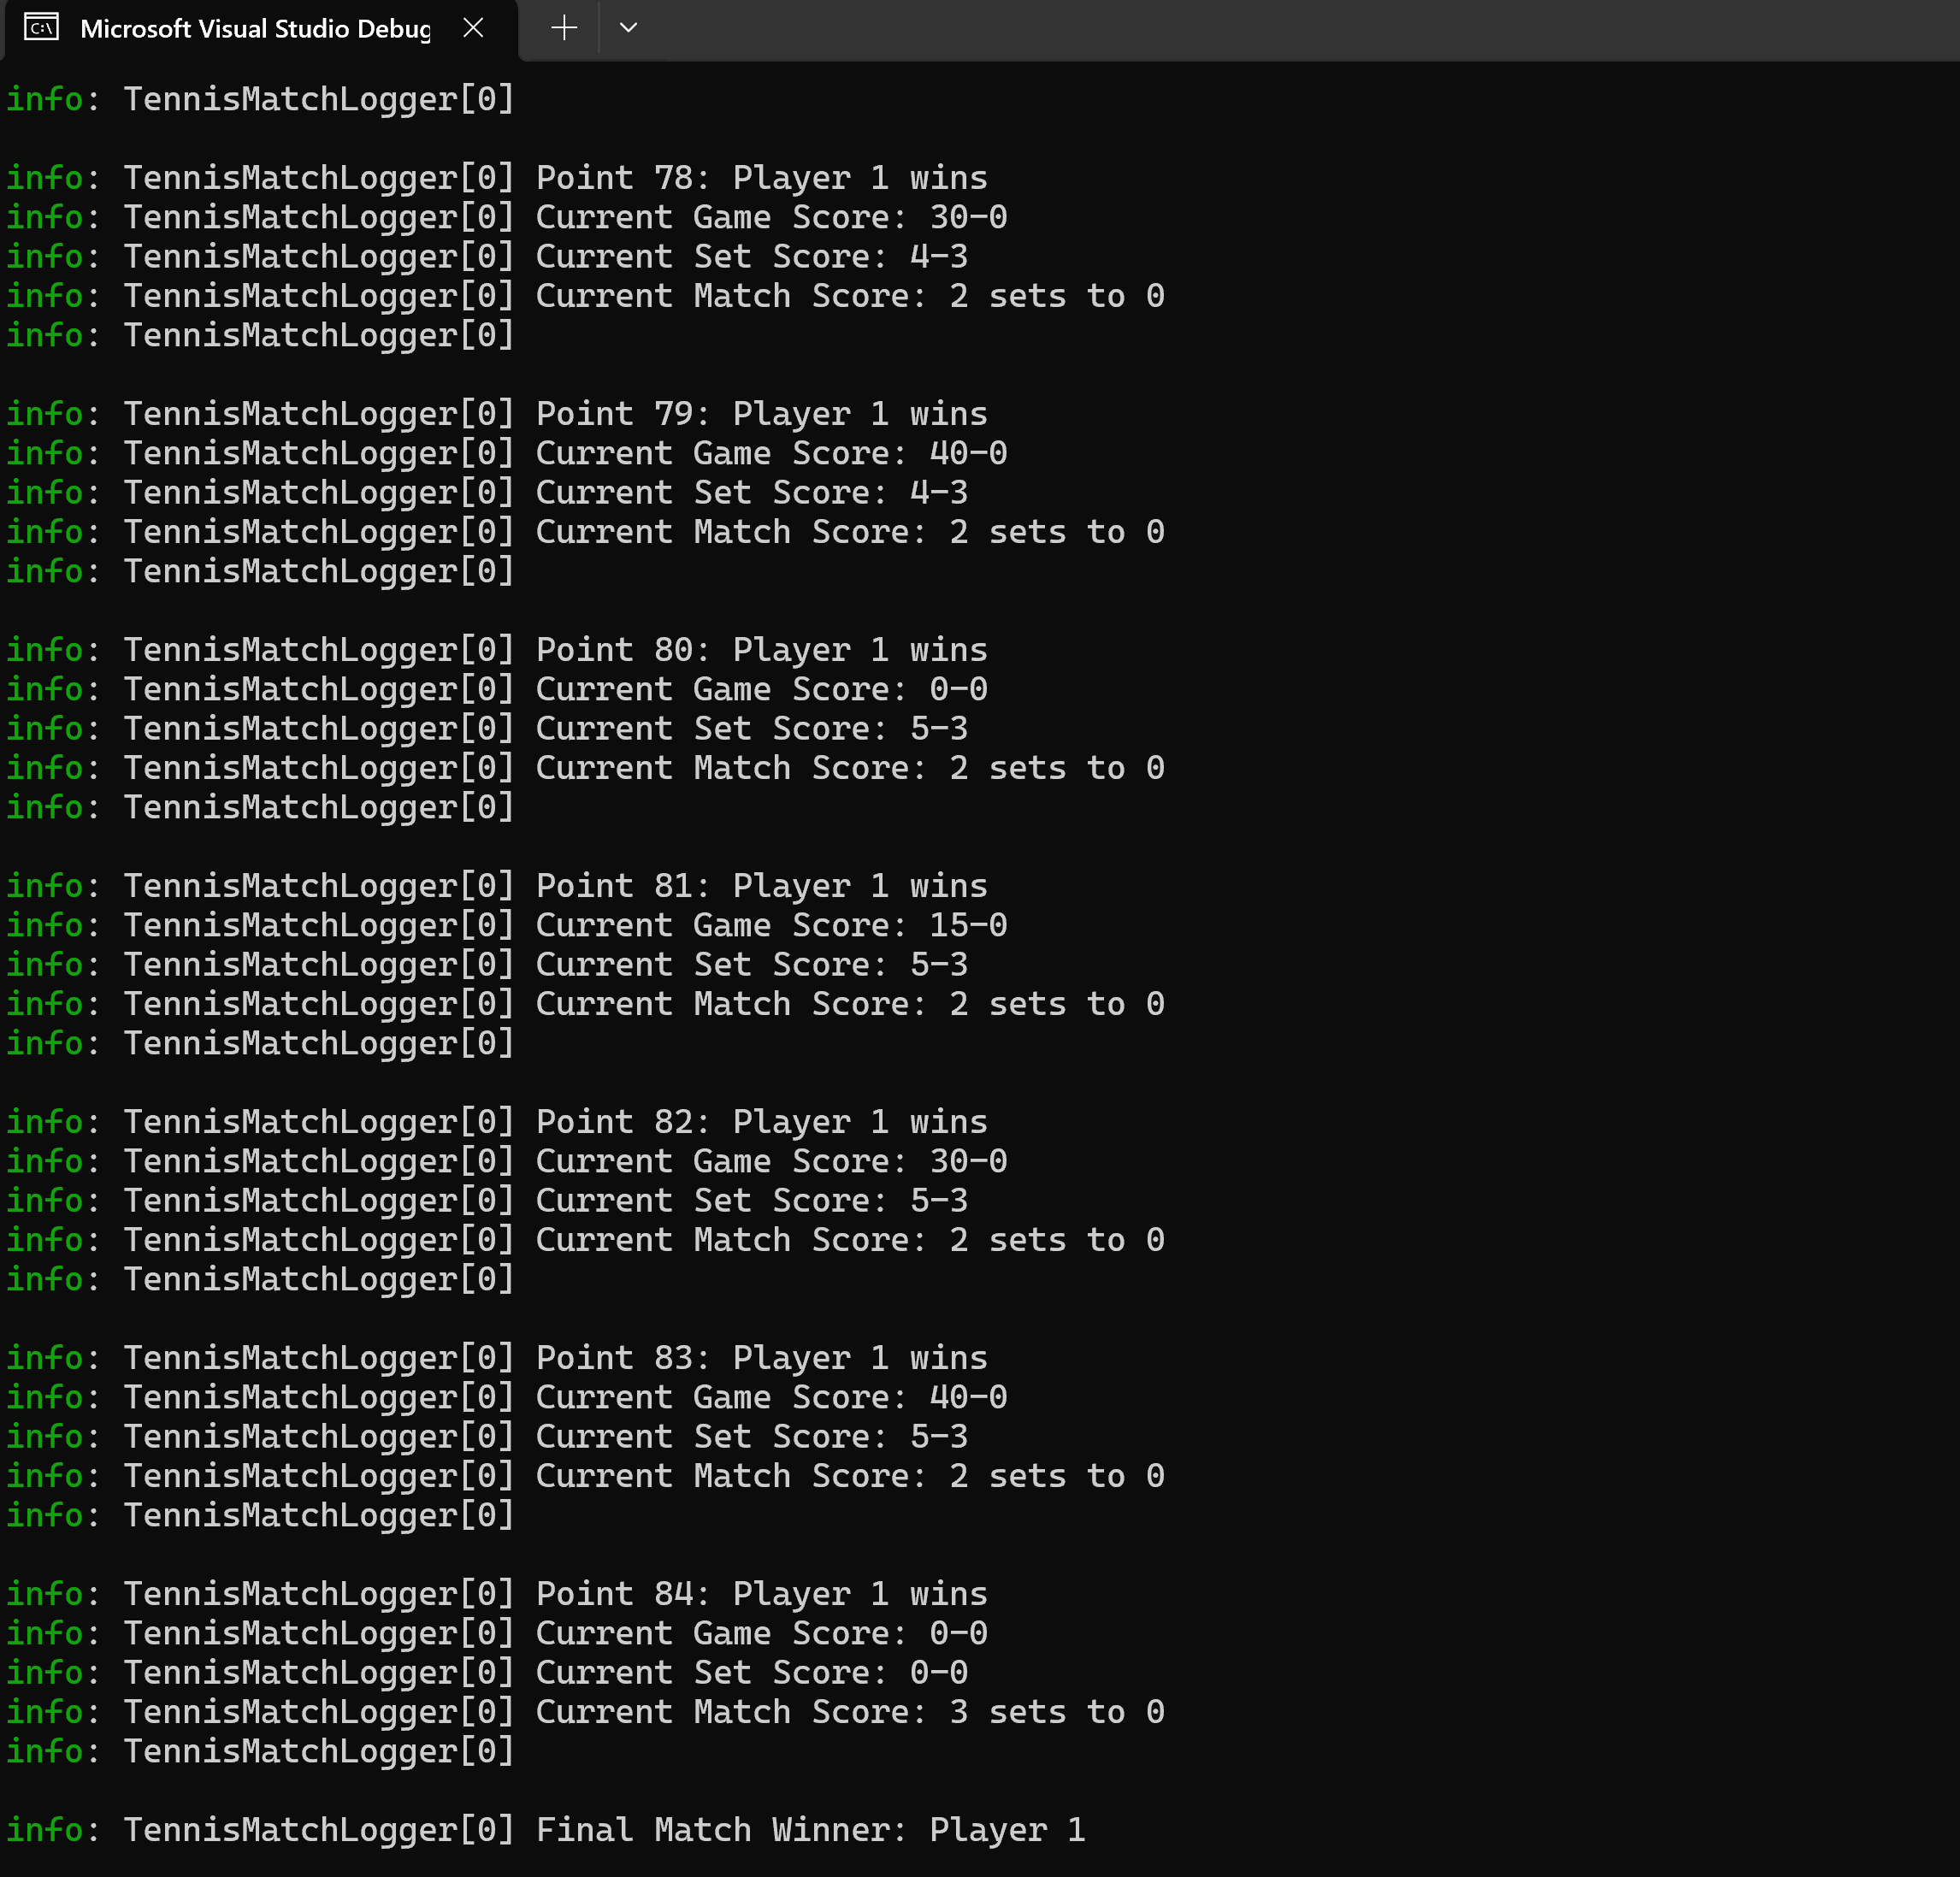 Microsoft Visual Studio Debug
info: TennisMatchLogger[0]
info: TennisMatchLogger[0] Point 78: Player 1 wins
info: TennisMatchLogger[0] Current Game Score: 30-0
info: TennisMatchLogger[0] Current Set Score: 4-3
info: TennisMatchLogger[0] Current Match Score: 2 sets to 0
info: TennisMatchLogger[0]
info: TennisMatchLogger[0] Point 79: Player 1 wins
info: TennisMatchLogger[0] Current Game Score: 40-0
info: TennisMatchLogger[0] Current Set Score: 4-3
info: TennisMatchLogger[0] Current Match Score: 2 sets to 0
info: TennisMatchLogger[0]
info: TennisMatchLogger[0] Point 80: Player 1 wins
info: TennisMatchLogger[0] Current Game Score: 0-0
info: TennisMatchLogger[0] Current Set Score: 5-3
info: TennisMatchLogger[0] Current Match Score: 2 sets to 0
info: TennisMatchLogger[0]
info: TennisMatchLogger[0] Point 81: Player 1 wins
info: TennisMatchLogger[0] Current Game Score: 15-0
info: TennisMatchLogger[0] Current Set Score: 5-3
info: TennisMatchLogger[0] Current Match Score: 2 sets to 0
info: TennisMatchLogger[0]
info: TennisMatchLogger[0] Point 82: Player 1 wins
info: TennisMatchLogger[0] Current Game Score: 30-0
info: TennisMatchLogger[0] Current Set Score: 5-3
info: TennisMatchLogger[0] Current Match Score: 2 sets to 0
info: TennisMatchLogger[0]
info: TennisMatchLogger[0] Point 83: Player 1 wins
info: TennisMatchLogger[0] Current Game Score: 40-0
info: TennisMatchLogger[0] Current Set Score: 5-3
info: TennisMatchLogger[0] Current Match Score: 2 sets to 0
info: TennisMatchLogger[0]
info: TennisMatchLogger[0] Point 84: Player 1 wins
info: TennisMatchLogger[0] Current Game Score: 0-0
info: TennisMatchLogger[0] Current Set Score: 0-0
info: TennisMatchLogger[0] Current Match Score: 3 sets to 0
info: TennisMatchLogger[0]
info: TennisMatchLogger[0] Final Match Winner: Player 1